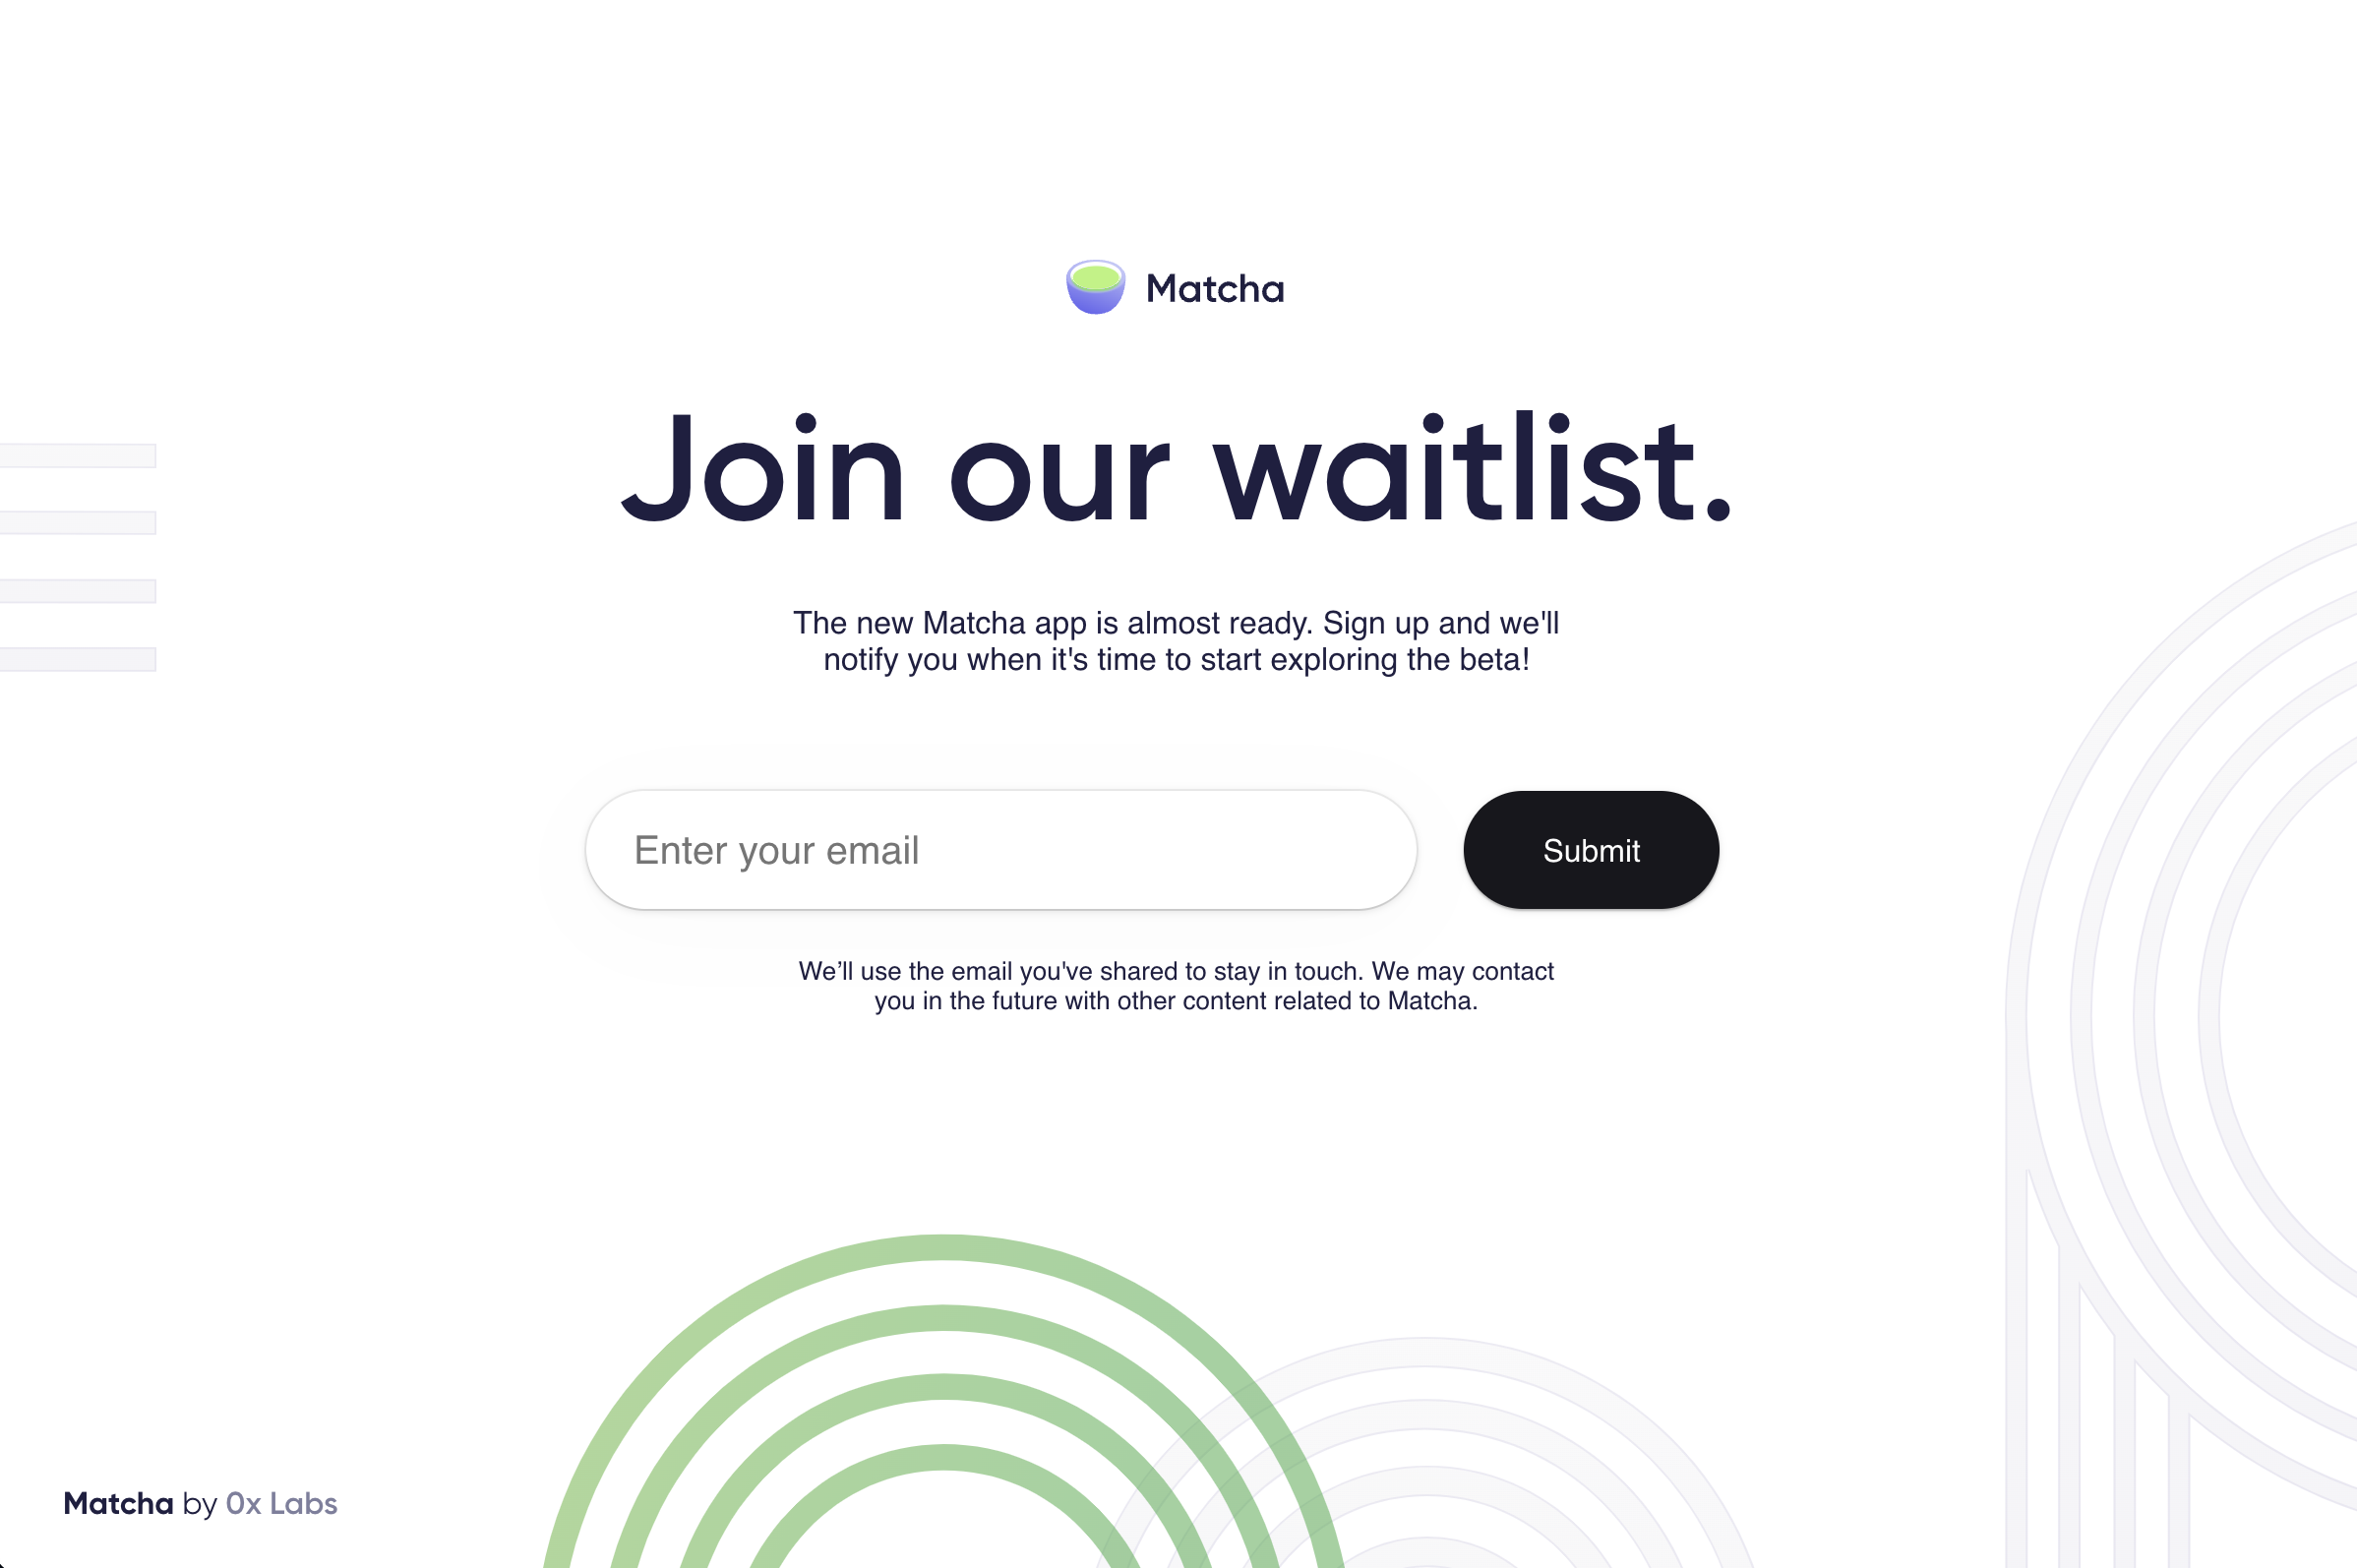 Matcha
Join our waitlist.
The new Matcha app is almost ready. Sign up and we'll
notify you when it's time to start exploring the beta!
Enter your email
Submit
We’ll use the email you've shared to stay in touch. We may contact
you in the future with other content related to Matcha.
Matcha by 0x Labs